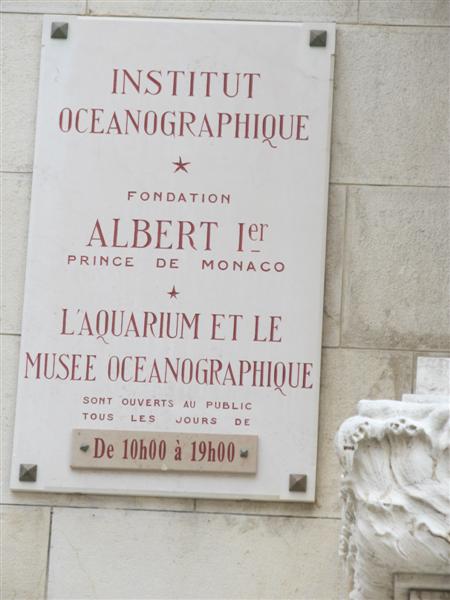 INSTITUT
OCEANOGRAPHIQUE
FONDATION
ALBERT Ier
PRINCE DE MONACO
L'AQUARIUM ET LE
MUSEE OCEANOGRAPHIQUE
SONT OUVERTS AU PUBLIC
TOUS LES JOURS DE
De 10h00 à 19h00